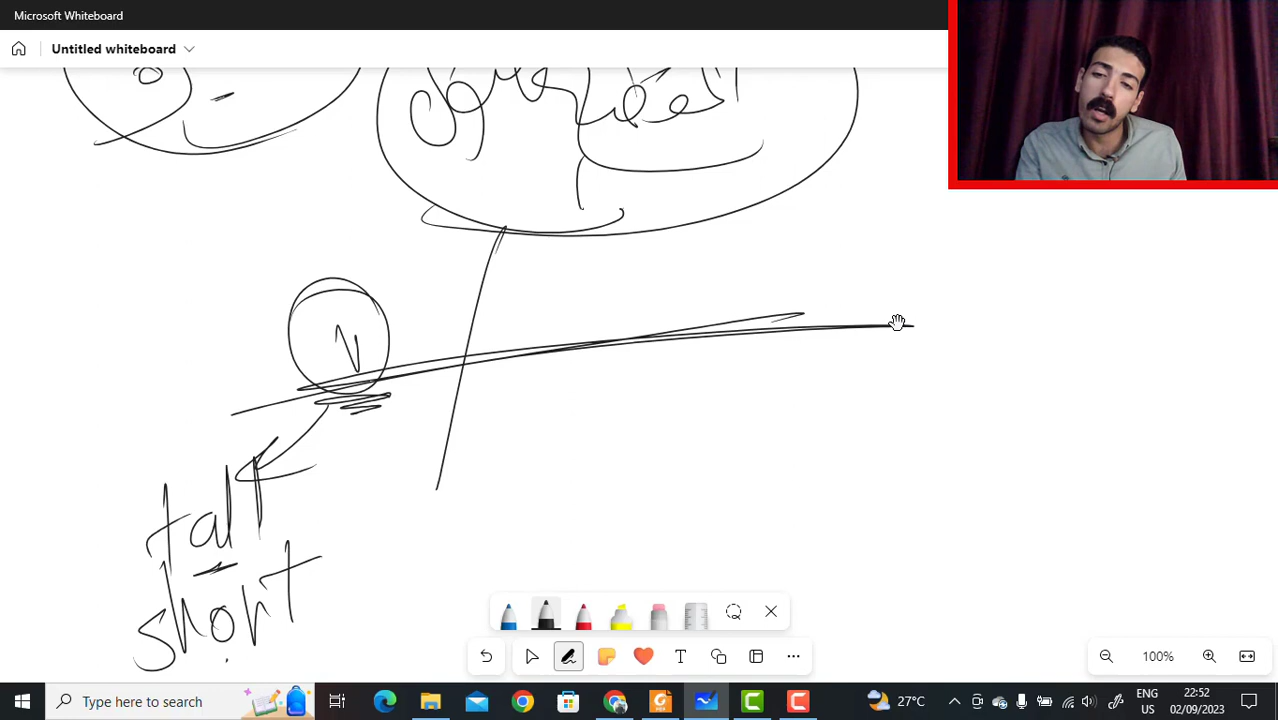 Microsoft Whiteboard
Untitled whiteboard
N
tall
short
100%
Type here to search
27°C
ENG
US
22:52
02/09/2023